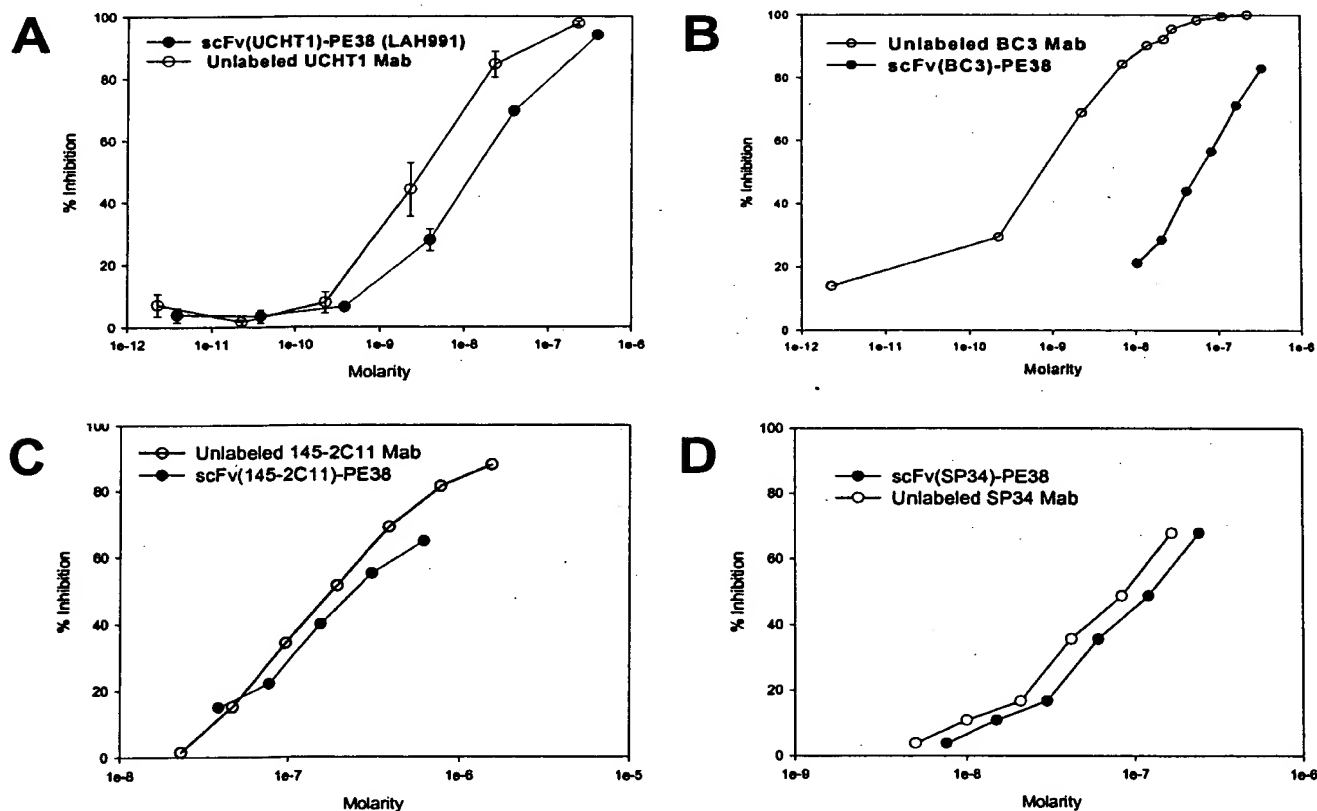 A
scFv(UCHT1)-PE38 (LAH991)
Unlabeled UCHT1 Mab
100
80
60
40
20
0
% Inhibition
1e-12 1e-11 1e-10 1e-9 1e-8 1e-7 1e-6
Molarity
B
Unlabeled BC3 Mab
scFv(BC3)-PE38
100
80
60
40
20
0
% Inhibition
1e-12 1e-11 1e-10 1e-9 1e-8 1e-7 1e-6
Molarity
C
Unlabeled 145-2C11 Mab
scFv(145-2C11)-PE38
100
80
60
40
20
0
% Inhibition
1e-8 1e-7 1e-6 1e-5
Molarity
D
scFv(SP34)-PE38
Unlabeled SP34 Mab
100
80
60
40
20
0
% Inhibition
1e-9 1e-8 1e-7 1e-6
Molarity